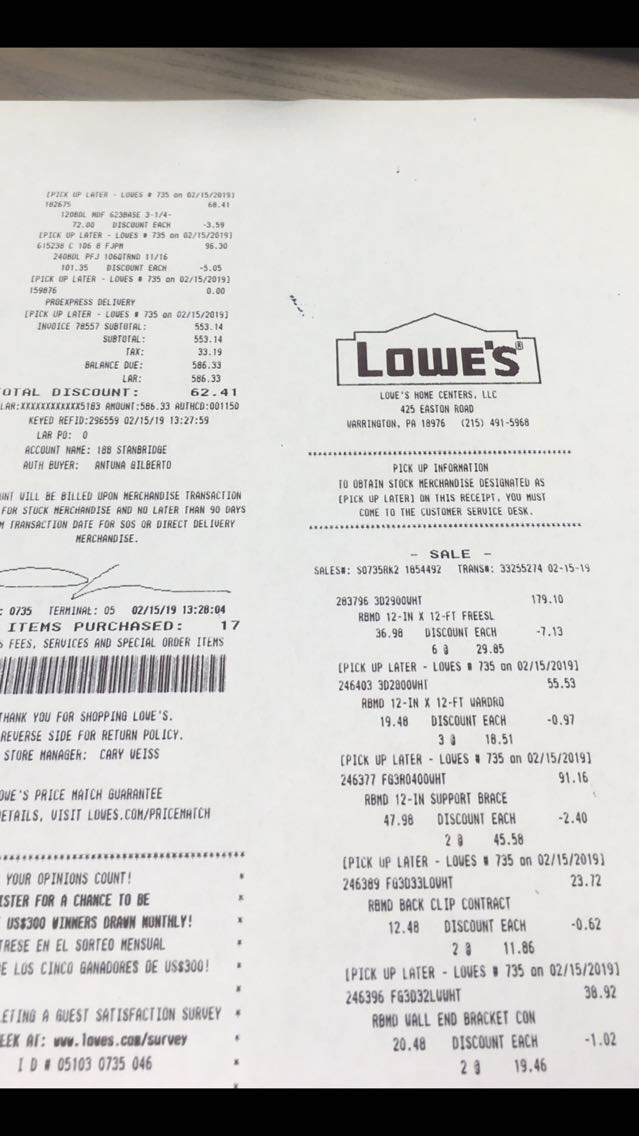 [PICK UP LATER - LOWES # 735 on 02/15/2019]
182675 68.41
120BDL MDF 623BASE 3-1/4-
72.00 DISCOUNT EACH -3.59
[PICK UP LATER - LOWES # 735 on 02/15/2019]
615238 C 106 8 FJPM 96.30
240BDL PFJ 106QTRND 11/16
101.35 DISCOUNT EACH -5.05
[PICK UP LATER - LOWES # 735 on 02/15/2019]
159876 0.00
PROEXPRESS DELIVERY
[PICK UP LATER - LOWES # 735 on 02/15/2019]
INVOICE 78557 SUBTOTAL: 553.14
SUBTOTAL: 553.14
TAX: 33.19
BALANCE DUE: 586.33
LAR: 586.33
OTAL DISCOUNT: 62.41
LAR:XXXXXXXXXXXX5183 AMOUNT:586.33 AUTHCD:001150
KEYED REFID:296559 02/15/19 13:27:59
LAR PO: 0
ACCOUNT NAME: 188 STANBRIDGE
AUTH BUYER: ANTUNA GILBERTO
UNT WILL BE BILLED UPON MERCHANDISE TRANSACTION
FOR STOCK MERCHANDISE AND NO LATER THAN 90 DAYS
M TRANSACTION DATE FOR SOS OR DIRECT DELIVERY
MERCHANDISE.
: 0735 TERMINAL: 05 02/15/19 13:28:04
ITEMS PURCHASED: 17
S FEES, SERVICES AND SPECIAL ORDER ITEMS
THANK YOU FOR SHOPPING LOWE'S.
REVERSE SIDE FOR RETURN POLICY.
STORE MANAGER: CARY WEISS
OWE'S PRICE MATCH GUARANTEE
DETAILS, VISIT LOWES.COM/PRICEMATCH
****************************************
YOUR OPINIONS COUNT! *
ISTER FOR A CHANCE TO BE *
US$300 WINNERS DRAWN MONTHLY! *
TRESE EN EL SORTEO MENSUAL *
E LOS CINCO GANADORES DE US$300! *
*
LETING A GUEST SATISFACTION SURVEY *
EEK AT: www.lowes.com/survey *
I D # 05103 0735 046 *
LOWE'S®
LOWE'S HOME CENTERS, LLC
425 EASTON ROAD
WARRINGTON, PA 18976 (215) 491-5968
****************************************
PICK UP INFORMATION
TO OBTAIN STOCK MERCHANDISE DESIGNATED AS
[PICK UP LATER] ON THIS RECEIPT, YOU MUST
COME TO THE CUSTOMER SERVICE DESK.
****************************************
- SALE -
SALES#: S0735RK2 1854492 TRANS#: 33255274 02-15-19
283796 3D2900WHT 179.10
RBMD 12-IN X 12-FT FREESL
36.98 DISCOUNT EACH -7.13
6 @ 29.85
[PICK UP LATER - LOWES # 735 on 02/15/2019]
246403 3D2800WHT 55.53
RBMD 12-IN X 12-FT WARDRO
19.48 DISCOUNT EACH -0.97
3 @ 18.51
[PICK UP LATER - LOWES # 735 on 02/15/2019]
246377 FG3R0400WHT 91.16
RBMD 12-IN SUPPORT BRACE
47.98 DISCOUNT EACH -2.40
2 @ 45.58
[PICK UP LATER - LOWES # 735 on 02/15/2019]
246389 FG3D33LOWHT 23.72
RBMD BACK CLIP CONTRACT
12.48 DISCOUNT EACH -0.62
2 @ 11.86
[PICK UP LATER - LOWES # 735 on 02/15/2019]
246396 FG3D32LWWHT 38.92
RBMD WALL END BRACKET CON
20.48 DISCOUNT EACH -1.02
2 @ 19.46